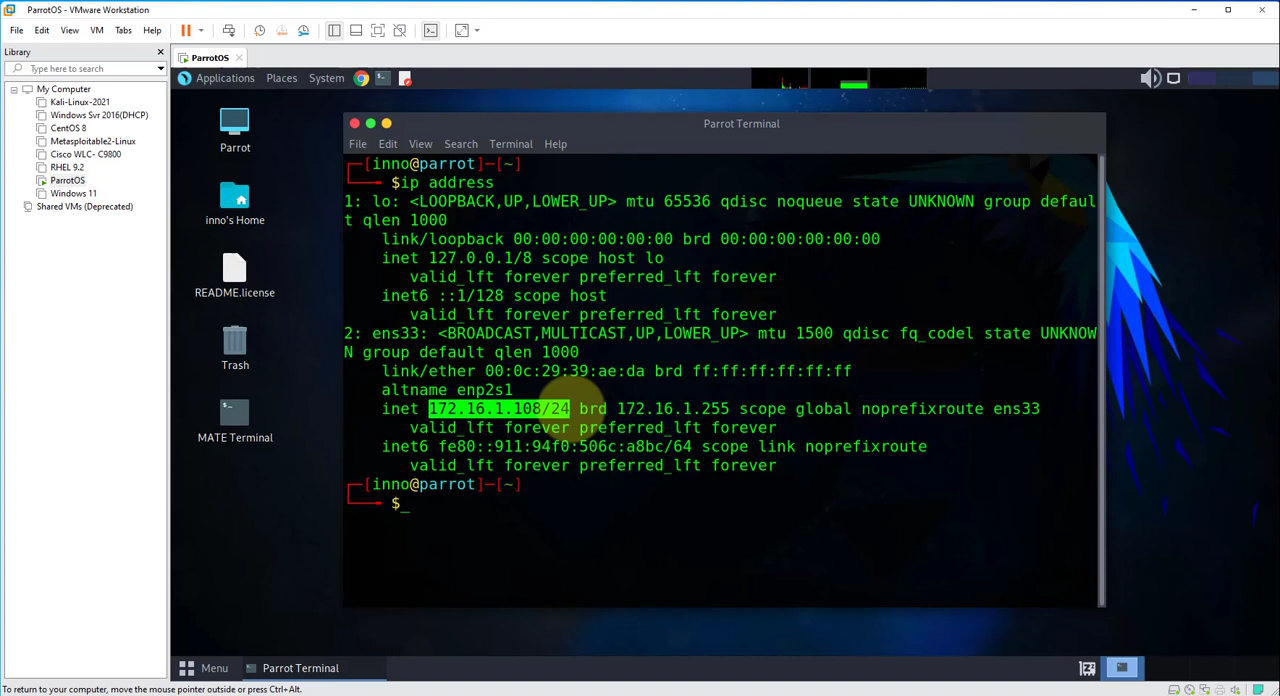 ParrotOS - VMware Workstation
File Edit View VM Tabs Help
Library
Type here to search
My Computer
Kali-Linux-2021
Windows Svr 2016(DHCP)
CentOS 8
Metasploitable2-Linux
Cisco WLC- C9800
RHEL 9.2
ParrotOS
Windows 11
Shared VMs (Deprecated)
ParrotOS
Applications Places System
Parrot
inno's Home
README.license
Trash
MATE Terminal
Parrot Terminal
File Edit View Search Terminal Help
┌─[inno@parrot]─[~]
└──╼ $ip address
1: lo: <LOOPBACK,UP,LOWER_UP> mtu 65536 qdisc noqueue state UNKNOWN group defaul
t qlen 1000
link/loopback 00:00:00:00:00:00 brd 00:00:00:00:00:00
inet 127.0.0.1/8 scope host lo
valid_lft forever preferred_lft forever
inet6 ::1/128 scope host
valid_lft forever preferred_lft forever
2: ens33: <BROADCAST,MULTICAST,UP,LOWER_UP> mtu 1500 qdisc fq_codel state UNKNOW
N group default qlen 1000
link/ether 00:0c:29:39:ae:da brd ff:ff:ff:ff:ff:ff
altname enp2s1
inet 172.16.1.108/24 brd 172.16.1.255 scope global noprefixroute ens33
valid_lft forever preferred_lft forever
inet6 fe80::911:94f0:506c:a8bc/64 scope link noprefixroute
valid_lft forever preferred_lft forever
┌─[inno@parrot]─[~]
└──╼ $_
Menu Parrot Terminal
To return to your computer, move the mouse pointer outside or press Ctrl+Alt.